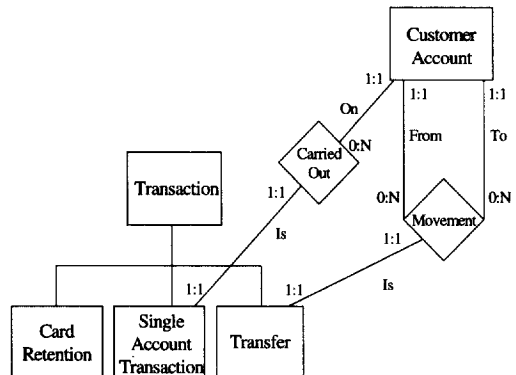 Customer
Account
1:1
1:1
1:1
On
From
To
0:N
Carried
Out
1:1
Transaction
0:N
0:N
Movement
Is
1:1
Is
1:1
1:1
Card
Retention
Single
Account
Transaction
Transfer